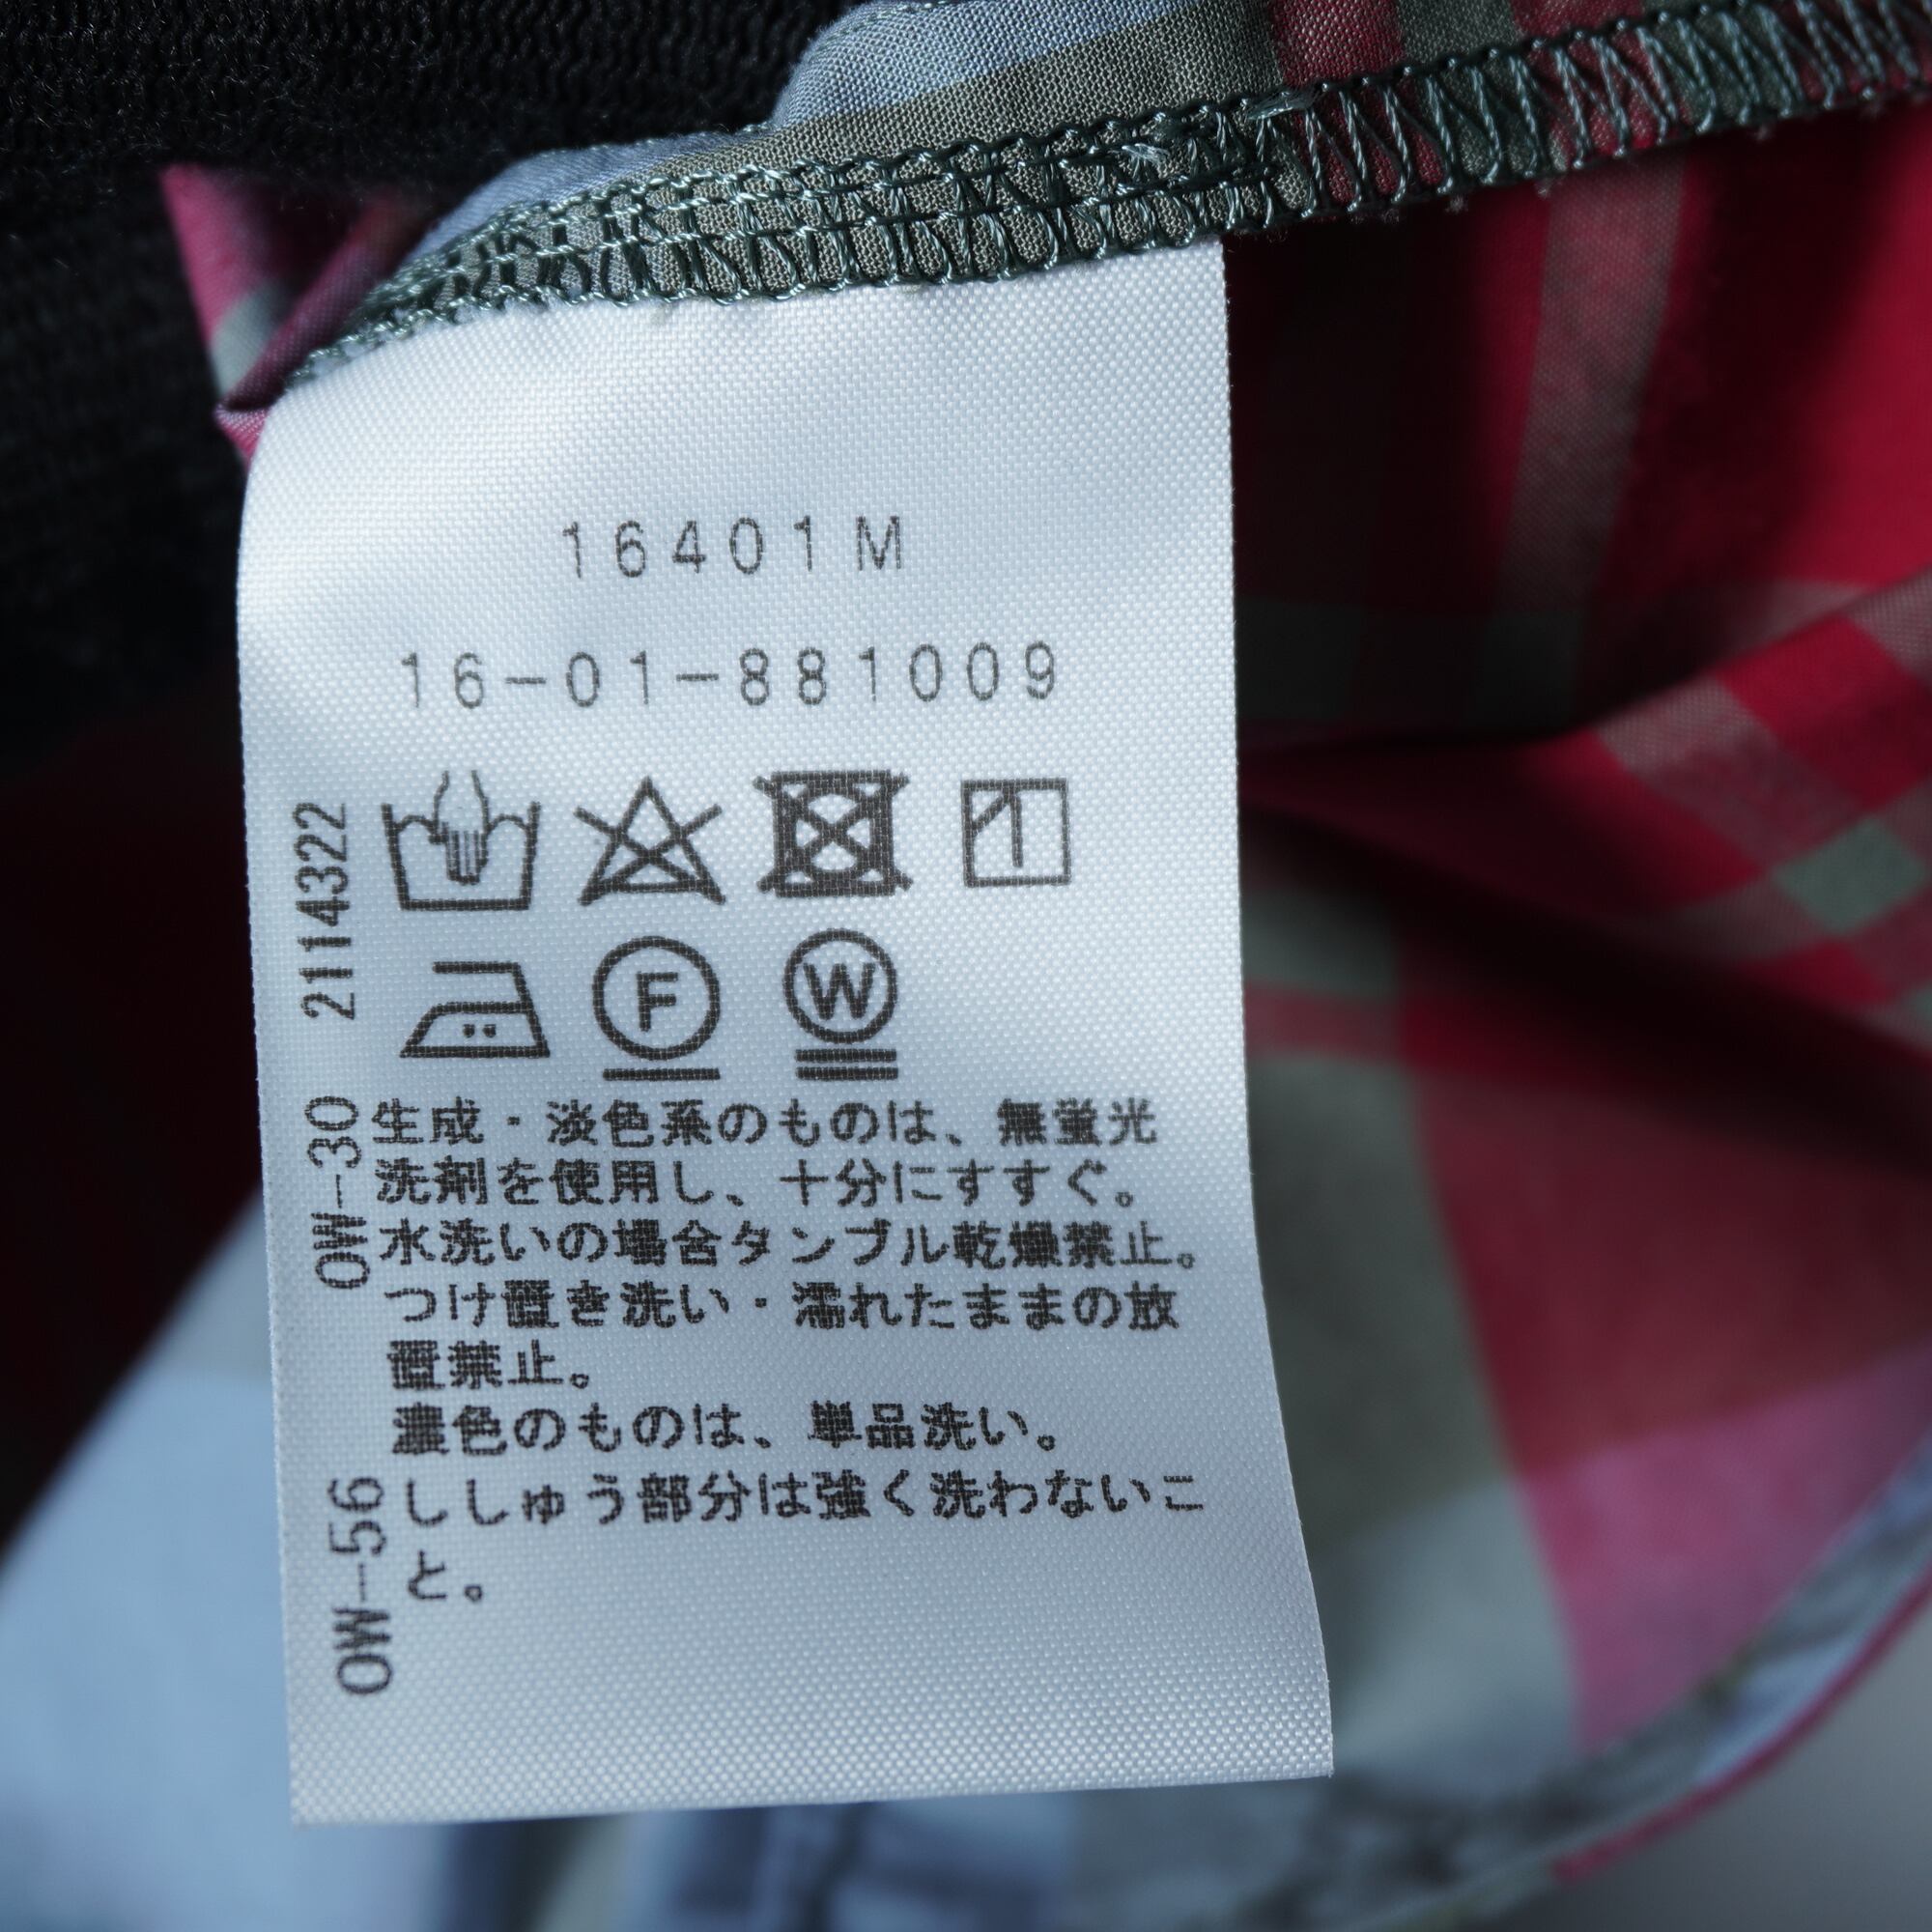 16401M
16-01-881009
2114322
F
W
OW-30
生成・淡色系のものは、無蛍光
洗剤を使用し、十分にすすぐ。
水洗いの場合タンブル乾燥禁止。
つけ置き洗い・濡れたままの放
置禁止。
濃色のものは、単品洗い。
OW-56
ししゅう部分は強く洗わないこ
と。